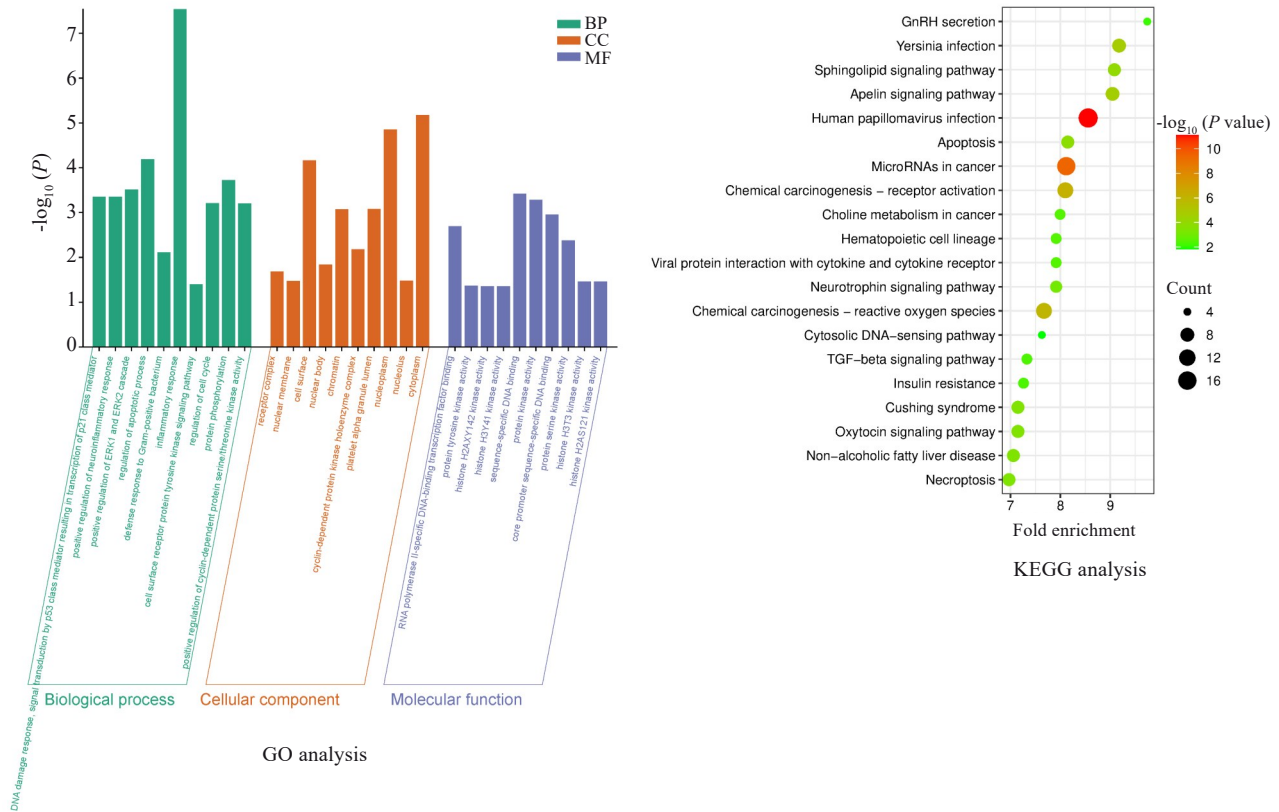 7
6
5
4
3
2
1
0
-log10 (P)
BP
CC
MF
DNA damage response, signal transduction by p53 class mediator resulting in transcription of p21 class mediator
positive regulation of neuroinflammatory response
positive regulation of ERK1 and ERK2 cascade
regulation of apoptotic process
defense response to Gram-positive bacterium
inflammatory response
cell surface receptor protein tyrosine kinase signaling pathway
regulation of cell cycle
protein phosphorylation
positive regulation of cyclin-dependent protein serine/threonine kinase activity
receptor complex
nuclear membrane
cell surface
nuclear body
chromatin
cyclin-dependent protein kinase holoenzyme complex
platelet alpha granule lumen
nucleoplasm
nucleolus
cytoplasm
RNA polymerase II-specific DNA-binding transcription factor binding
protein tyrosine kinase activity
histone H2AXY142 kinase activity
histone H3Y41 kinase activity
sequence-specific DNA binding
protein kinase activity
core promoter sequence-specific DNA binding
protein serine kinase activity
histone H3T3 kinase activity
histone H2AS121 kinase activity
Biological process
Cellular component
Molecular function
GO analysis
GnRH secretion
Yersinia infection
Sphingolipid signaling pathway
Apelin signaling pathway
Human papillomavirus infection
Apoptosis
MicroRNAs in cancer
Chemical carcinogenesis − receptor activation
Choline metabolism in cancer
Hematopoietic cell lineage
Viral protein interaction with cytokine and cytokine receptor
Neurotrophin signaling pathway
Chemical carcinogenesis − reactive oxygen species
Cytosolic DNA−sensing pathway
TGF−beta signaling pathway
Insulin resistance
Cushing syndrome
Oxytocin signaling pathway
Non−alcoholic fatty liver disease
Necroptosis
7 8 9
Fold enrichment
KEGG analysis
-log10 (P value)
10
8
6
4
2
Count
4
8
12
16